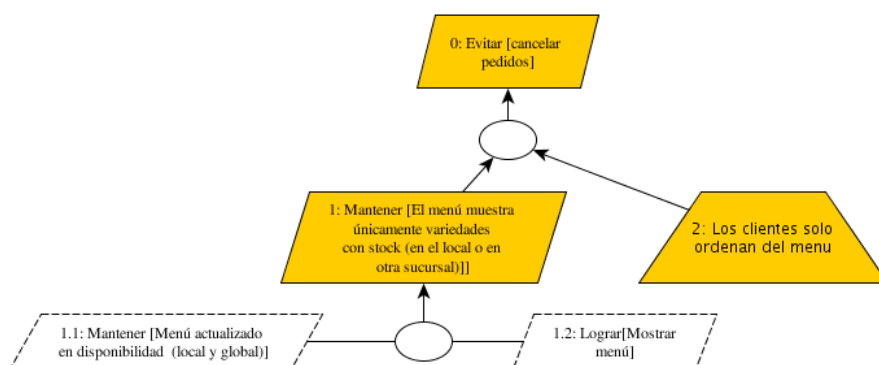 0: Evitar [cancelar
pedidos]
1: Mantener [El menú muestra
únicamente variedades
con stock (en el local o en
otra sucursal)]]
2: Los clientes solo
ordenan del menu
1.1: Mantener [Menú actualizado
en disponibilidad (local y global)]
1.2: Lograr[Mostrar
menú]